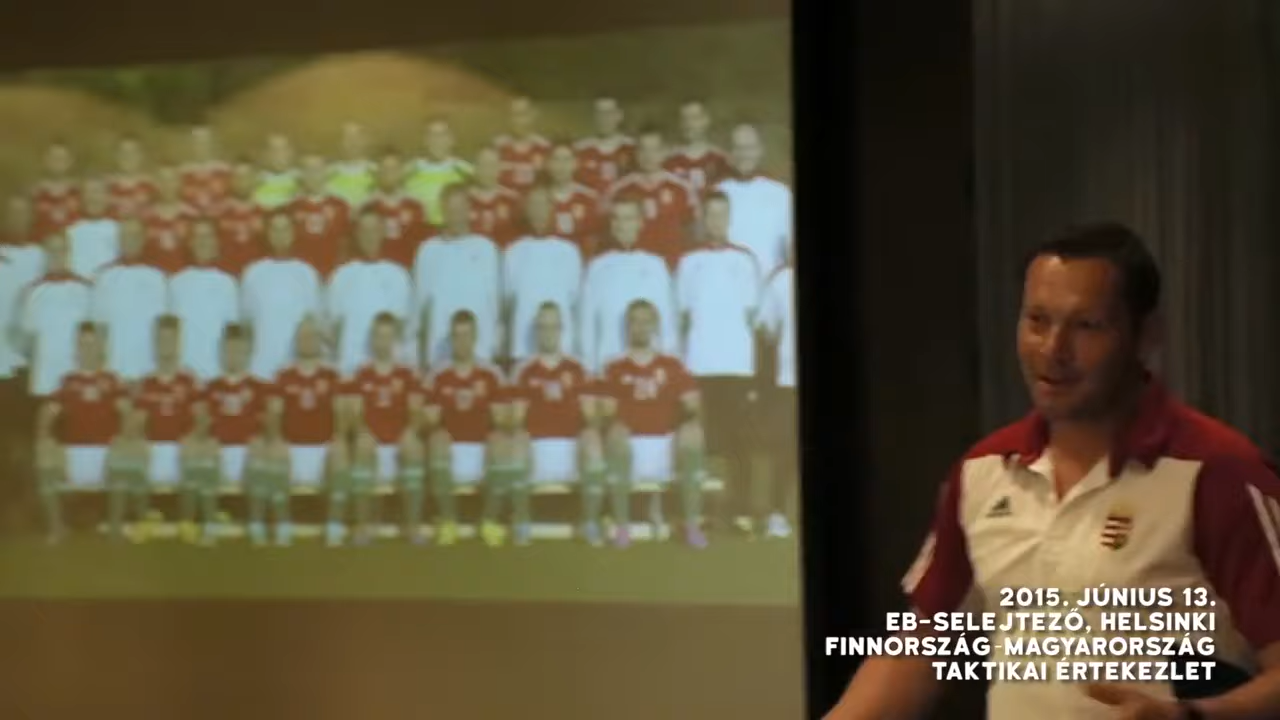 2015. JÚNIUS 13.
EB-SELEJTEZŐ, HELSINKI
FINNORSZÁG-MAGYARORSZÁG
TAKTIKAI ÉRTEKEZLET